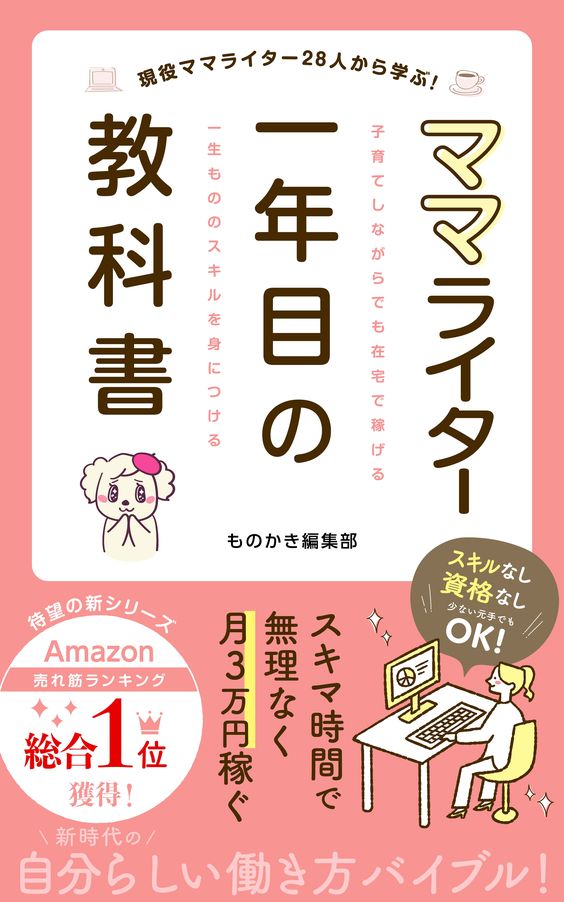 現役ママライター28人から学ぶ!
ママライター
子育てしながらでも在宅で稼げる
一年目の
一生もののスキルを身につける
教科書
ものかき編集部
スキルなし
資格なし
少ない元手でも
OK!
スキマ時間で
無理なく
月3万円稼ぐ
待望の新シリーズ
Amazon
売れ筋ランキング
総合1位
獲得!
\ 新時代の /
自分らしい働き方バイブル!